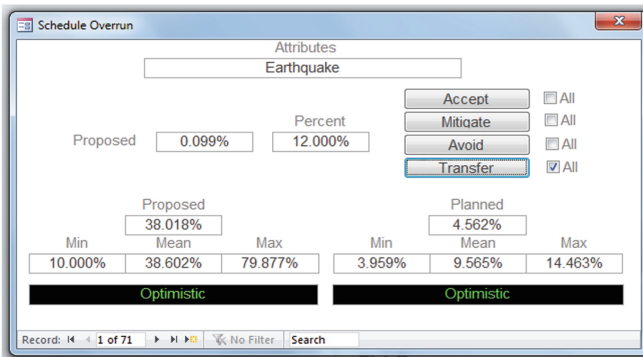 Schedule Overrun
Attributes
Earthquake
Accept All
Percent Mitigate All
Proposed 0.099% 12.000% Avoid All
Transfer All
Proposed Planned
38.018% 4.562%
Min Mean Max Min Mean Max
10.000% 38.602% 79.877% 3.959% 9.565% 14.463%
Optimistic Optimistic
Record: 1 of 71 No Filter Search